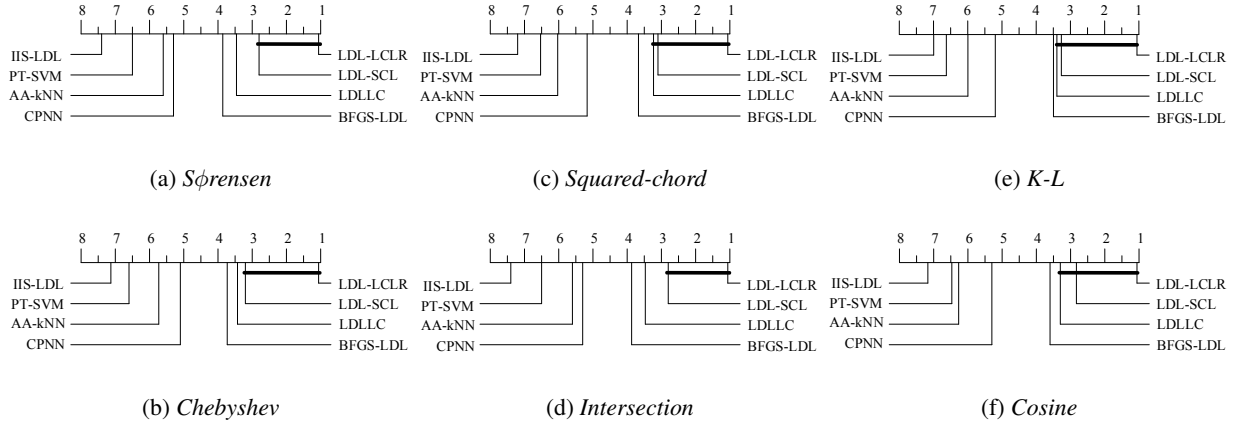 8 7 6 5 4 3 2 1
IIS-LDL
PT-SVM
AA-kNN
CPNN
LDL-LCLR
LDL-SCL
LDLLC
BFGS-LDL
(a) Sϕrensen
8 7 6 5 4 3 2 1
IIS-LDL
PT-SVM
AA-kNN
CPNN
LDL-LCLR
LDL-SCL
LDLLC
BFGS-LDL
(c) Squared-chord
8 7 6 5 4 3 2 1
IIS-LDL
PT-SVM
AA-kNN
CPNN
LDL-LCLR
LDL-SCL
LDLLC
BFGS-LDL
(e) K-L
8 7 6 5 4 3 2 1
IIS-LDL
PT-SVM
AA-kNN
CPNN
LDL-LCLR
LDL-SCL
LDLLC
BFGS-LDL
(b) Chebyshev
8 7 6 5 4 3 2 1
IIS-LDL
PT-SVM
AA-kNN
CPNN
LDL-LCLR
LDL-SCL
LDLLC
BFGS-LDL
(d) Intersection
8 7 6 5 4 3 2 1
IIS-LDL
PT-SVM
AA-kNN
CPNN
LDL-LCLR
LDL-SCL
LDLLC
BFGS-LDL
(f) Cosine